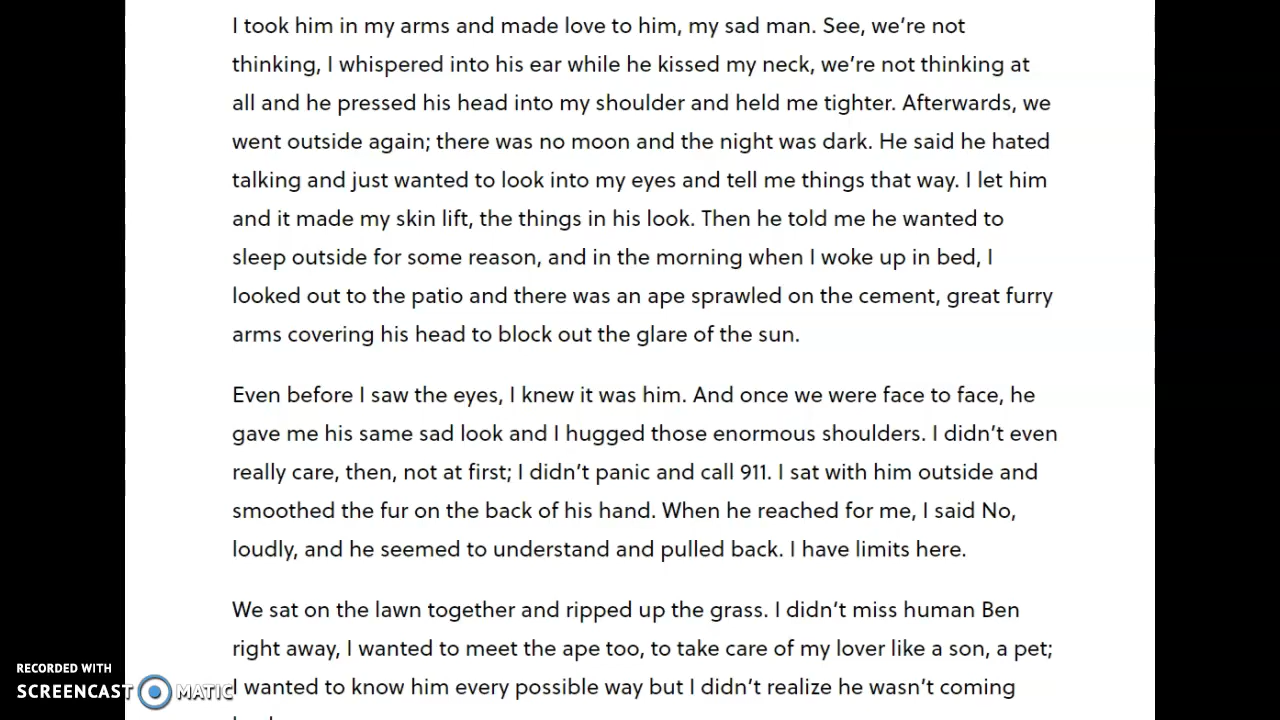 I took him in my arms and made love to him, my sad man. See, we’re not
thinking, I whispered into his ear while he kissed my neck, we’re not thinking at
all and he pressed his head into my shoulder and held me tighter. Afterwards, we
went outside again; there was no moon and the night was dark. He said he hated
talking and just wanted to look into my eyes and tell me things that way. I let him
and it made my skin lift, the things in his look. Then he told me he wanted to
sleep outside for some reason, and in the morning when I woke up in bed, I
looked out to the patio and there was an ape sprawled on the cement, great furry
arms covering his head to block out the glare of the sun.
Even before I saw the eyes, I knew it was him. And once we were face to face, he
gave me his same sad look and I hugged those enormous shoulders. I didn’t even
really care, then, not at first; I didn’t panic and call 911. I sat with him outside and
smoothed the fur on the back of his hand. When he reached for me, I said No,
loudly, and he seemed to understand and pulled back. I have limits here.
We sat on the lawn together and ripped up the grass. I didn’t miss human Ben
right away, I wanted to meet the ape too, to take care of my lover like a son, a pet;
I wanted to know him every possible way but I didn’t realize he wasn’t coming
RECORDED WITH
SCREENCAST MATIC